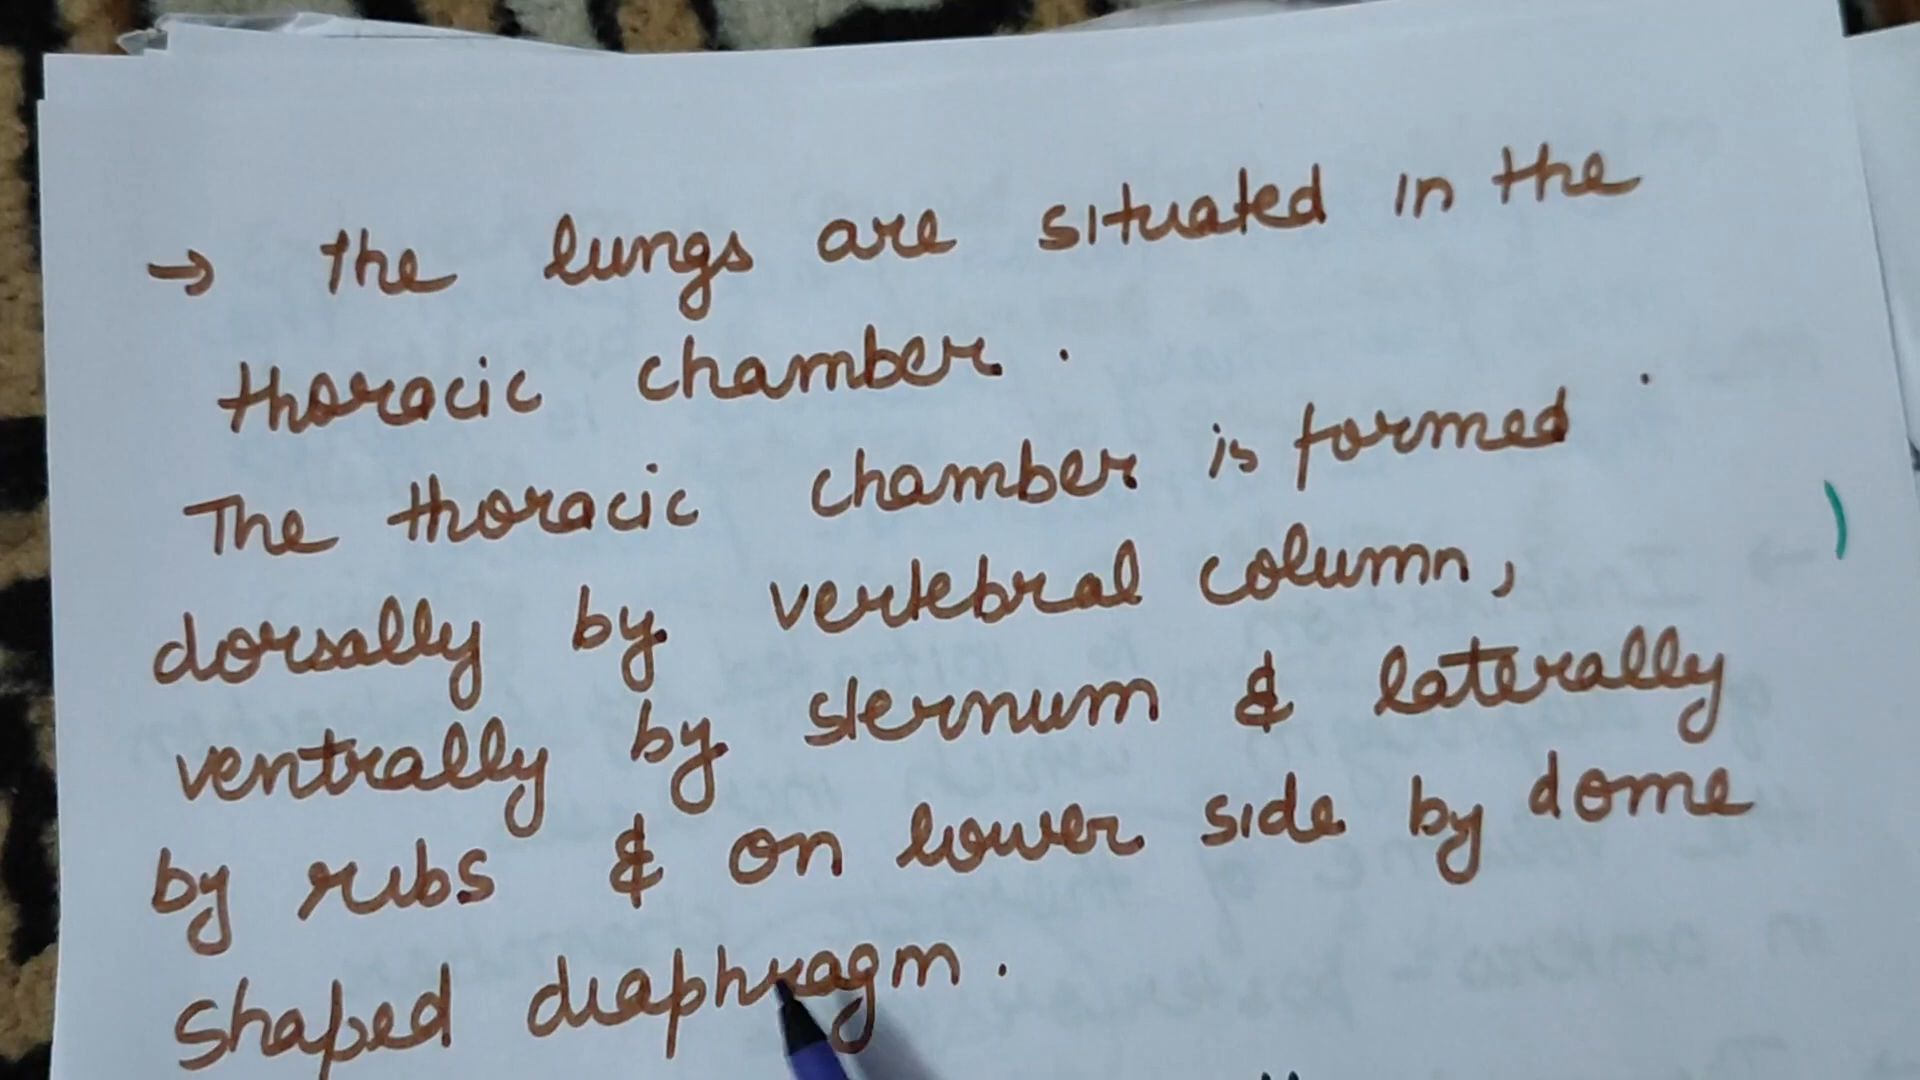 → The lungs are situated in the
thoracic chamber.
The thoracic chamber is formed
dorsally by vertebral column,
ventrally by sternum & laterally
by ribs & on lower side by dome
shaped diaphragm.